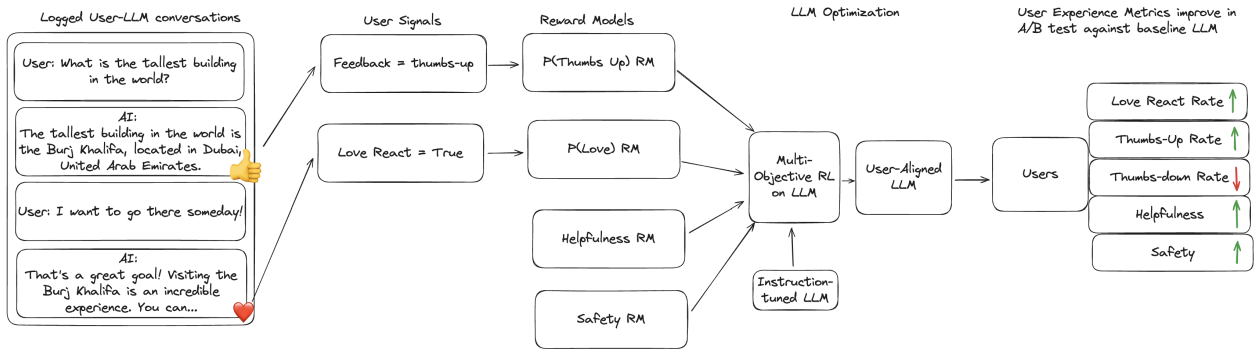 Logged User-LLM conversations
User: What is the tallest building
in the world?
AI:
The tallest building in the world is
the Burj Khalifa, located in Dubai,
United Arab Emirates.
User: I want to go there someday!
AI:
That's a great goal! Visiting the
Burj Khalifa is an incredible
experience. You can...
User Signals
Feedback = thumbs-up
Love React = True
Reward Models
P(Thumbs Up) RM
P(Love) RM
Helpfulness RM
Safety RM
LLM Optimization
Multi-
Objective RL
on LLM
Instruction-
tuned LLM
User-Aligned
LLM
Users
User Experience Metrics improve in
A/B test against baseline LLM
Love React Rate
Thumbs-Up Rate
Thumbs-down Rate
Helpfulness
Safety